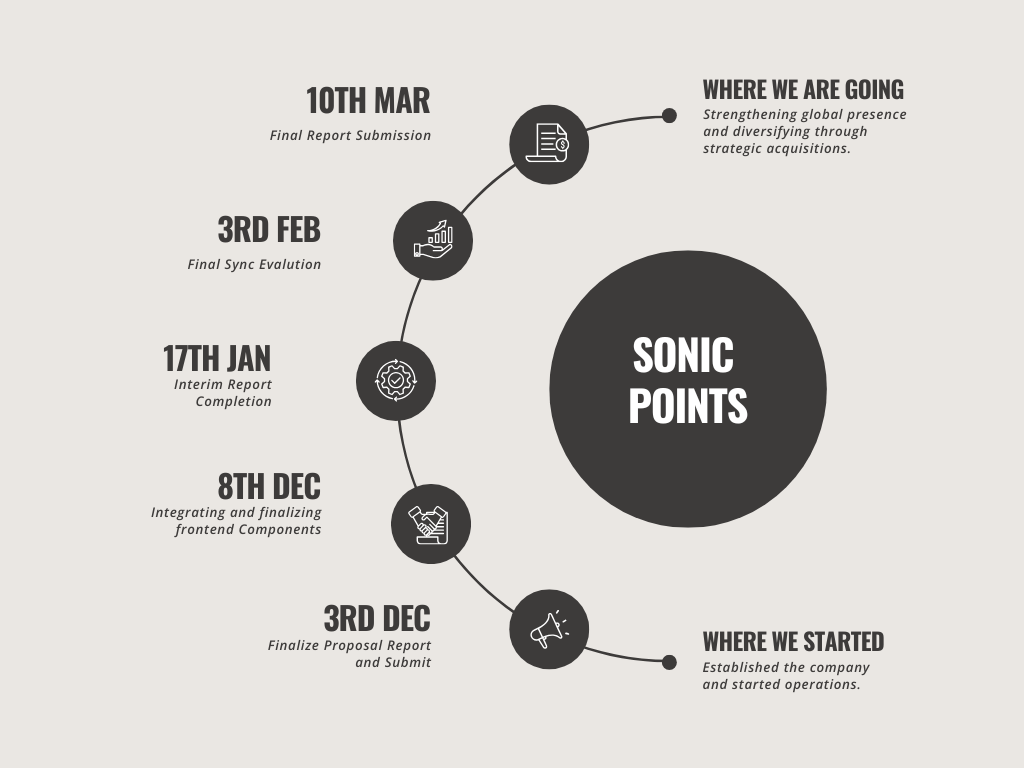 10TH MAR
Final Report Submission
WHERE WE ARE GOING
Strengthening global presence
and diversifying through
strategic acquisitions.
3RD FEB
Final Sync Evalution
17TH JAN
Interim Report
Completion
SONIC
POINTS
8TH DEC
Integrating and finalizing
frontend Components
3RD DEC
Finalize Proposal Report
and Submit
WHERE WE STARTED
Established the company
and started operations.
$